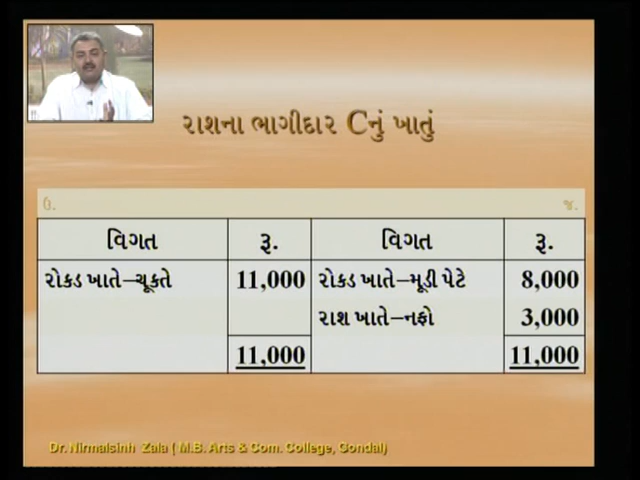 રાશના ભાગીદાર Cનું ખાતું
ઉ. જ.
વિગત રૂ. વિગત રૂ.
રોકડ ખાતે–ચૂકતે 11,000 રોકડ ખાતે–મૂડી પેટે 8,000
રાશ ખાતે–નફો 3,000
11,000 11,000
Dr. Nirmalsinh Zala ( M.B. Arts & Com. College, Gondal)